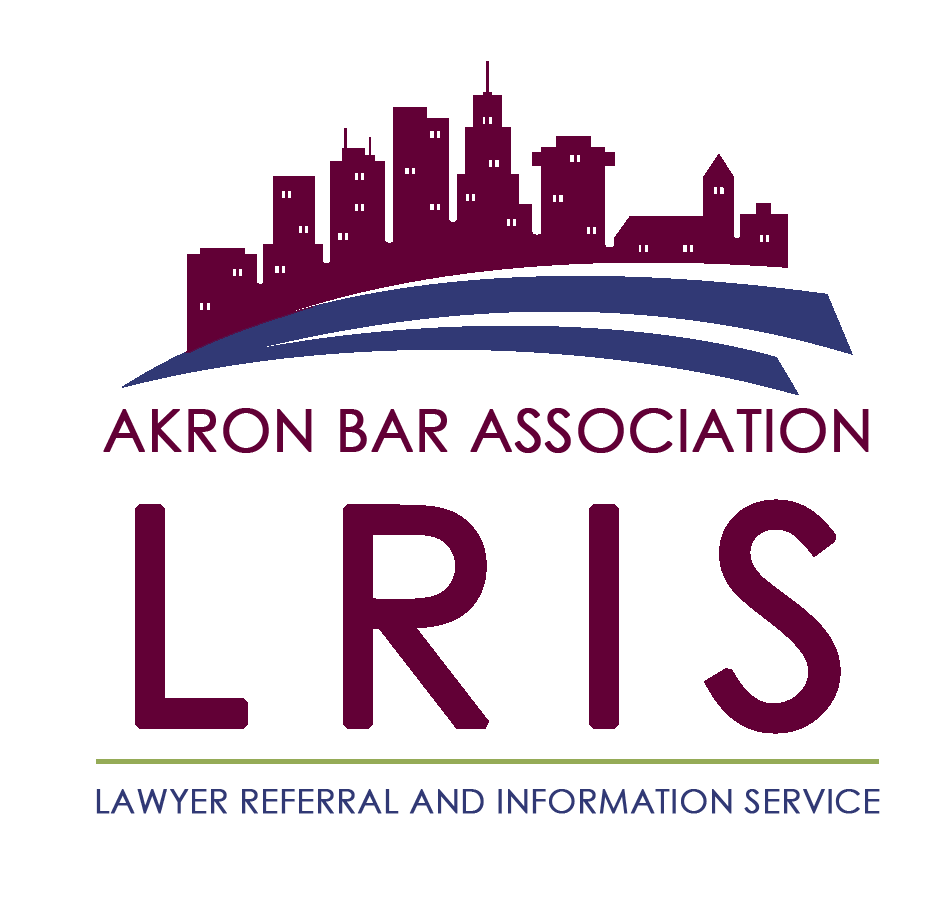 AKRON BAR ASSOCIATION
LRIS
LAWYER REFERRAL AND INFORMATION SERVICE